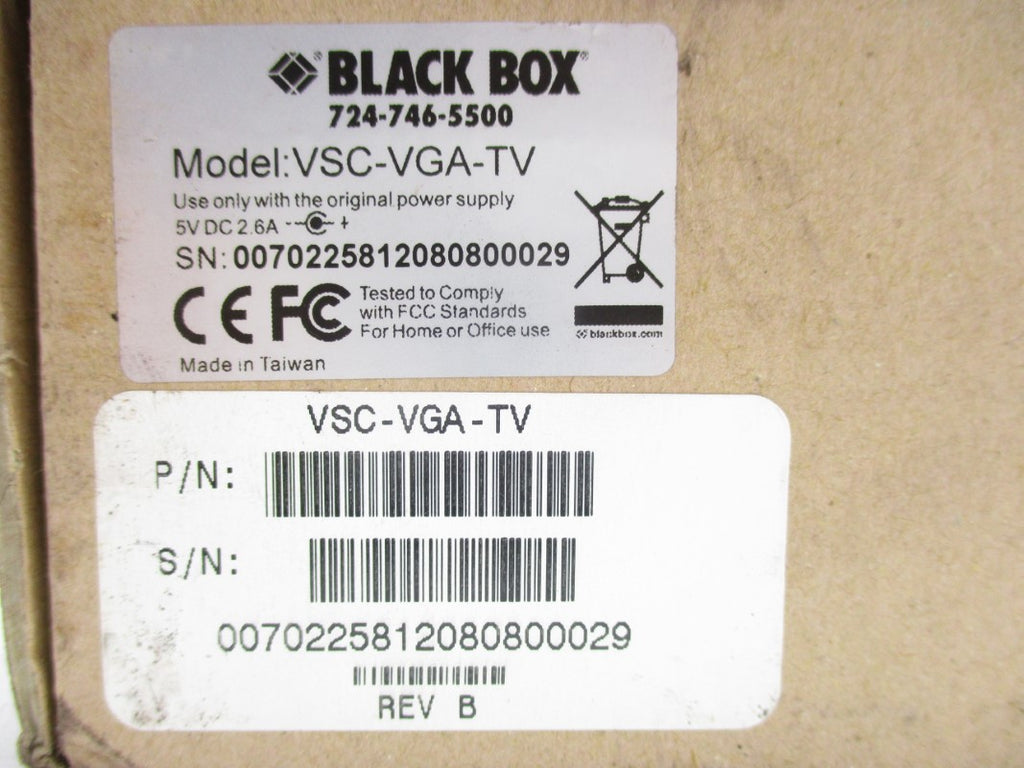 BLACK BOX®
724-746-5500
Model:VSC-VGA-TV
Use only with the original power supply
5V DC 2.6A - +
SN:0070225812080800029
CE FC Tested to Comply
with FCC Standards
For Home or Office use
blackbox.com
Made in Taiwan
VSC-VGA-TV
P/N:
S/N:
0070225812080800029
REV B